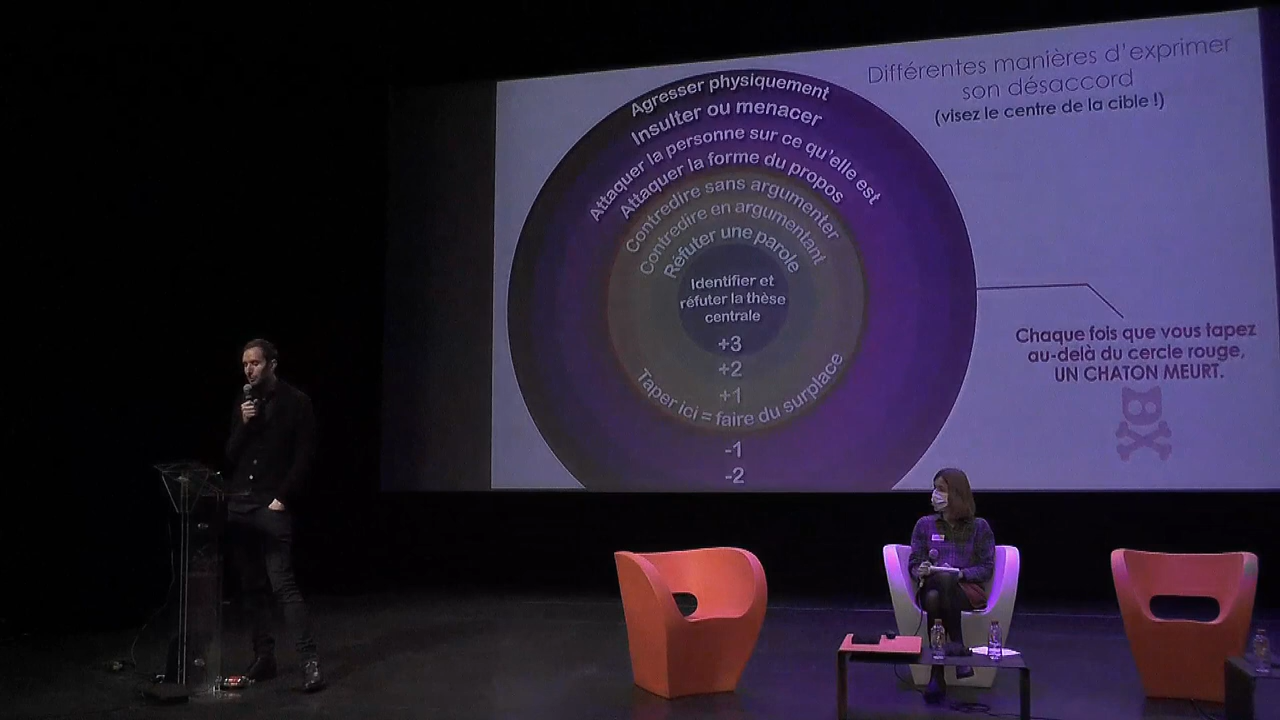 Différentes manières d'exprimer
son désaccord
(visez le centre de la cible !)
Agresser physiquement
Insulter ou menacer
Attaquer la personne sur ce qu'elle est
Attaquer la forme du propos
Contredire sans argumenter
Contredire en argumentant
Réfuter une parole
Identifier et
réfuter la thèse
centrale
+3
+2
+1
Taper ici = faire du surplace
-1
-2
Chaque fois que vous tapez
au-delà du cercle rouge,
UN CHATON MEURT.